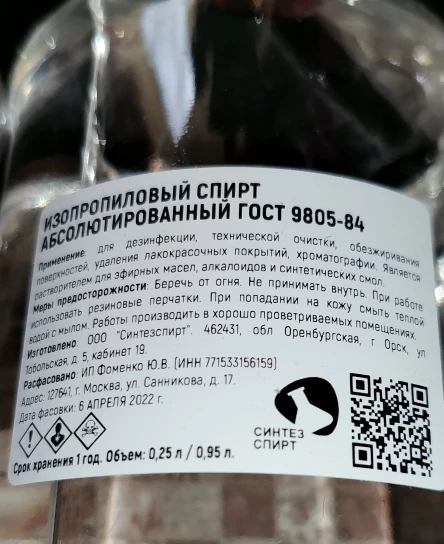 ИЗОПРОПИЛОВЫЙ СПИРТ
АБСОЛЮТИРОВАННЫЙ ГОСТ 9805-84
Применение: для дезинфекции, технической очистки, обезжиривания
поверхностей, удаления лакокрасочных покрытий, хроматографии. Является
растворителем для эфирных масел, алкалоидов и синтетических смол.
Меры предосторожности: Беречь от огня. Не принимать внутрь. При работе
использовать резиновые перчатки. При попадании на кожу смыть теплой
водой с мылом. Работы производить в хорошо проветриваемых помещениях.
Изготовлено: ООО "Синтезспирт". 462431, обл Оренбургская, г Орск, ул
Тобольская, д. 5, кабинет 19.
Расфасовано: ИП Фоменко Ю.В. (ИНН 771533156159)
Адрес: 127641, г. Москва, ул. Санникова, д. 17.
Дата фасовки: 6 АПРЕЛЯ 2022 г.
СИНТЕЗ
СПИРТ
Срок хранения 1 год. Объем: 0,25 л / 0,95 л.